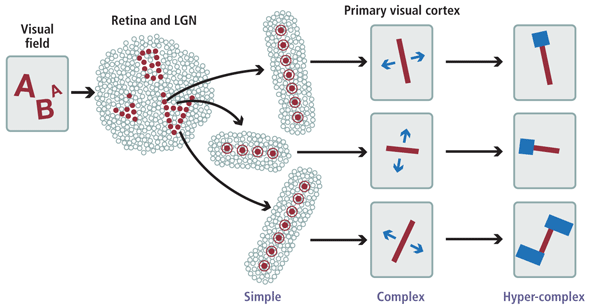 Visual
field
Retina and LGN
Primary visual cortex
A
B
A
Simple
Complex
Hyper-complex